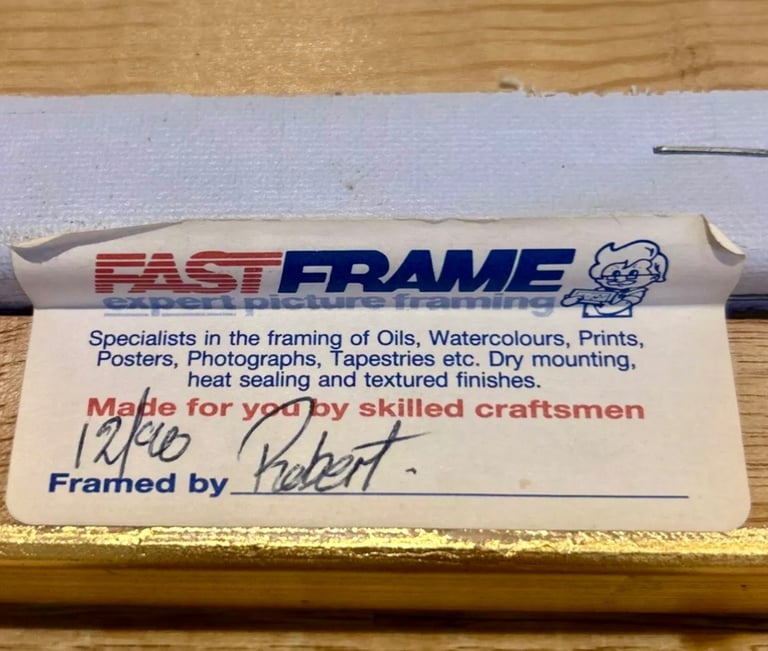 FASTFRAME
expert picture framing
Specialists in the framing of Oils, Watercolours, Prints,
Posters, Photographs, Tapestries etc. Dry mounting,
heat sealing and textured finishes.
Made for you by skilled craftsmen
12/90
Framed by Robert.